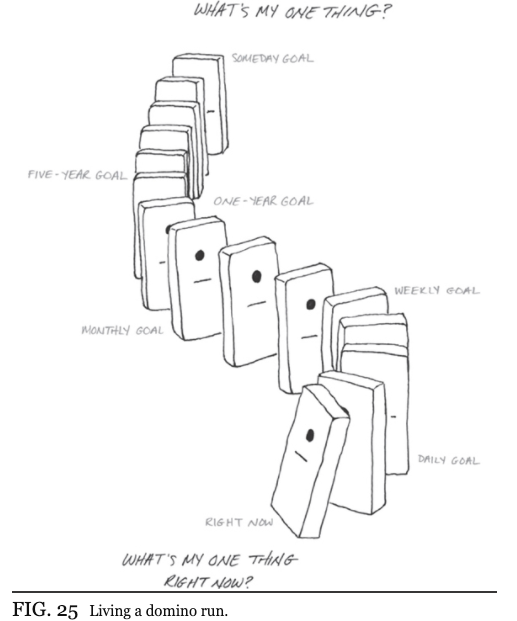 WHAT'S MY ONE THING?
SOMEDAY GOAL
FIVE-YEAR GOAL
ONE-YEAR GOAL
WEEKLY GOAL
MONTHLY GOAL
DAILY GOAL
RIGHT NOW
WHAT'S MY ONE THING
RIGHT NOW?
FIG. 25 Living a domino run.